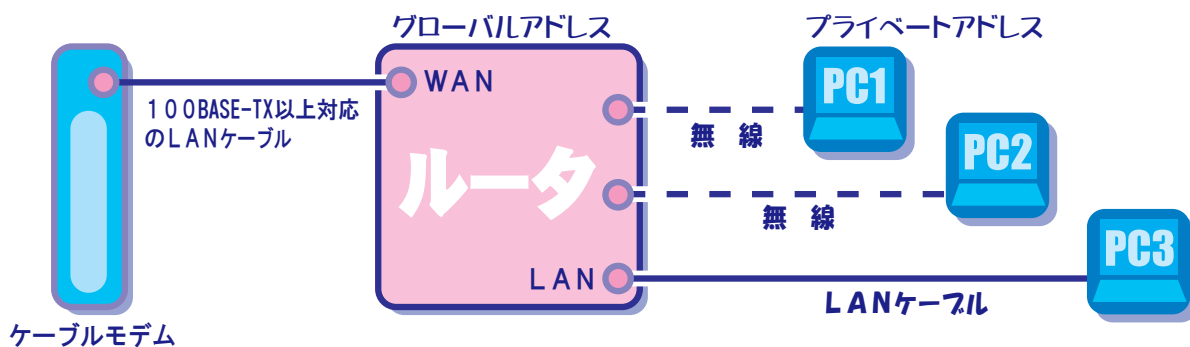 グローバルアドレス
プライベートアドレス
WAN
１００BASE-TX以上対応
のＬＡＮケーブル
ルータ
PC1
無 線
PC2
無 線
PC3
LAN
ＬＡＮケーブル
ケーブルモデム